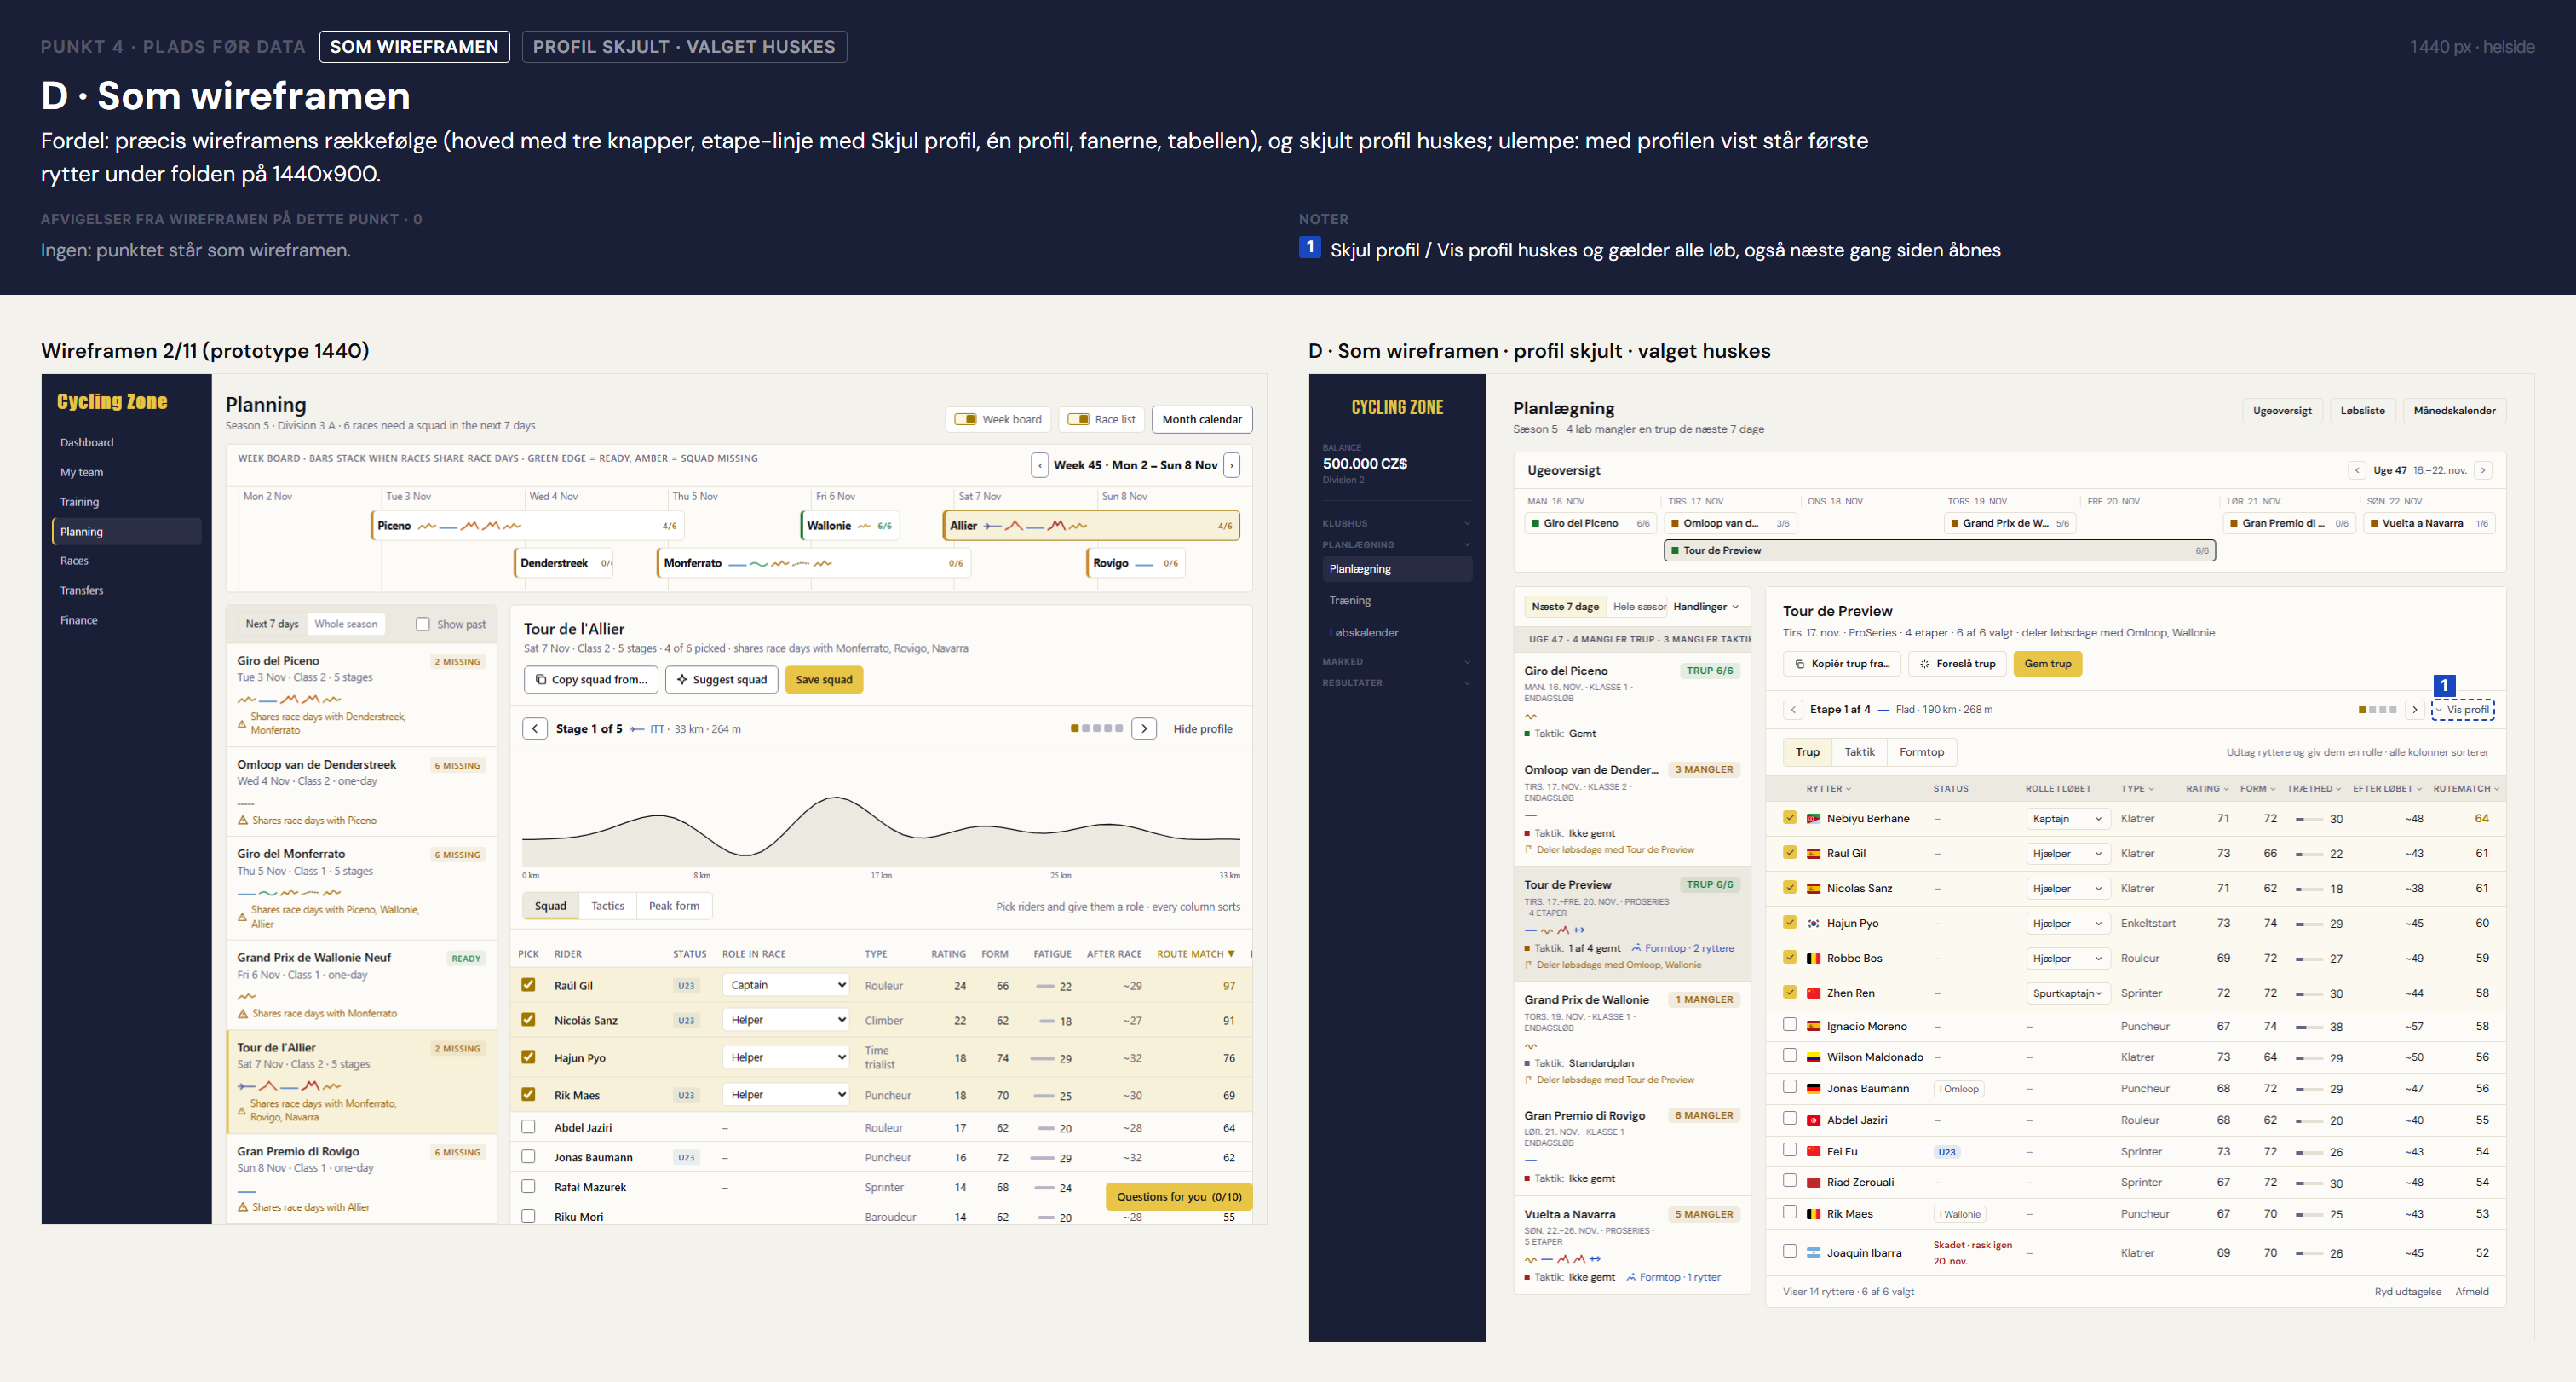 PUNKT 4 · PLADS FØR DATA SOM WIREFRAMEN PROFIL SKJULT · VALGET HUSKES 1440 px · helside
D · Som wireframen
Fordel: præcis wireframens rækkefølge (hoved med tre knapper, etape-linje med Skjul profil, én profil, fanerne, tabellen), og skjult profil huskes; ulempe: med profilen vist står første
rytter under folden på 1440x900.
AFVIGELSER FRA WIREFRAMEN PÅ DETTE PUNKT · 0
Ingen: punktet står som wireframen.
NOTER
1 Skjul profil / Vis profil huskes og gælder alle løb, også næste gang siden åbnes
Wireframen 2/11 (prototype 1440)
Cycling Zone
Dashboard
My team
Training
Planning
Races
Transfers
Finance
Planning
Season 5 · Division 3 A · 6 races need a squad in the next 7 days
Week board Race list Month calendar
WEEK BOARD · BARS STACK WHEN RACES SHARE RACE DAYS · GREEN EDGE = READY, AMBER = SQUAD MISSING
‹ Week 45 · Mon 2 – Sun 8 Nov ›
Mon 2 Nov Tue 3 Nov Wed 4 Nov Thu 5 Nov Fri 6 Nov Sat 7 Nov Sun 8 Nov
Piceno 4/6 Wallonie 6/6 Allier 4/6
Denderstreek 0/ Monferrato 0/6 Rovigo 0/6
Next 7 days Whole season Show past
Giro del Piceno 2 MISSING
Tue 3 Nov · Class 2 · 5 stages
Shares race days with Denderstreek,
Monferrato
Omloop van de Denderstreek 6 MISSING
Wed 4 Nov · Class 2 · one-day
Shares race days with Piceno
Giro del Monferrato 6 MISSING
Thu 5 Nov · Class 1 · 5 stages
Shares race days with Piceno, Wallonie,
Allier
Grand Prix de Wallonie Neuf READY
Fri 6 Nov · Class 1 · one-day
Shares race days with Monferrato
Tour de l'Allier 2 MISSING
Sat 7 Nov · Class 2 · 5 stages
Shares race days with Monferrato,
Rovigo, Navarra
Gran Premio di Rovigo 6 MISSING
Sun 8 Nov · Class 1 · one-day
Shares race days with Allier
Tour de l'Allier
Sat 7 Nov · Class 2 · 5 stages · 4 of 6 picked · shares race days with Monferrato, Rovigo, Navarra
Copy squad from... Suggest squad Save squad
Stage 1 of 5 ITT · 33 km · 264 m Hide profile
0 km 8 km 17 km 25 km 33 km
Squad Tactics Peak form Pick riders and give them a role · every column sorts
PICK RIDER STATUS ROLE IN RACE TYPE RATING FORM FATIGUE AFTER RACE ROUTE MATCH ▼
Raúl Gil U23 Captain Rouleur 24 66 22 ~29 97
Nicolás Sanz U23 Helper Climber 22 62 18 ~27 91
Hajun Pyo Helper Time trialist 18 74 29 ~32 76
Rik Maes U23 Helper Puncheur 18 70 25 ~30 69
Abdel Jaziri – Rouleur 17 62 20 ~28 64
Jonas Baumann U23 – Puncheur 16 72 29 ~32 62
Rafał Mazurek – Sprinter 14 68 24
Riku Mori – Baroudeur 14 62 20 ~28 55
Questions for you (0/10)
D · Som wireframen · profil skjult · valget huskes
CYCLING ZONE
BALANCE
500.000 CZ$
Division 2
KLUBHUS
PLANLÆGNING
Planlægning
Træning
Løbskalender
MARKED
RESULTATER
Planlægning
Sæson 5 · 4 løb mangler en trup de næste 7 dage
Ugeoversigt Løbsliste Månedskalender
Ugeoversigt
Uge 47 16.–22. nov.
MAN. 16. NOV. TIRS. 17. NOV. ONS. 18. NOV. TORS. 19. NOV. FRE. 20. NOV. LØR. 21. NOV. SØN. 22. NOV.
Giro del Piceno 6/6 Omloop van d... 3/6 Grand Prix de W... 5/6 Gran Premio di ... 0/6 Vuelta a Navarra 1/6
Tour de Preview 6/6
Næste 7 dage Hele sæsor Handlinger
UGE 47 · 4 MANGLER TRUP · 3 MANGLER TAKTIK
Giro del Piceno TRUP 6/6
MAN. 16. NOV. · KLASSE 1 ·
ENDAGSLØB
Taktik: Gemt
Omloop van de Dender... 3 MANGLER
TIRS. 17. NOV. · KLASSE 2 ·
ENDAGSLØB
Taktik: Ikke gemt
Deler løbsdage med Tour de Preview
Tour de Preview TRUP 6/6
TIRS. 17.–FRE. 20. NOV. · PROSERIES
· 4 ETAPER
Taktik: 1 af 4 gemt Formtop · 2 ryttere
Deler løbsdage med Omloop, Wallonie
Grand Prix de Wallonie 1 MANGLER
TORS. 19. NOV. · KLASSE 1 ·
ENDAGSLØB
Taktik: Standardplan
Deler løbsdage med Tour de Preview
Gran Premio di Rovigo 6 MANGLER
LØR. 21. NOV. · KLASSE 1 ·
ENDAGSLØB
Taktik: Ikke gemt
Vuelta a Navarra 5 MANGLER
SØN. 22.–26. NOV. · PROSERIES ·
5 ETAPER
Taktik: Ikke gemt Formtop · 1 rytter
Tour de Preview
Tirs. 17. nov. · ProSeries · 4 etaper · 6 af 6 valgt · deler løbsdage med Omloop, Wallonie
Kopiér trup fra... Foreslå trup Gem trup
1
Etape 1 af 4 Flad · 190 km · 268 m Vis profil
Trup Taktik Formtop Udtag ryttere og giv dem en rolle · alle kolonner sorterer
RYTTER STATUS ROLLE I LØBET TYPE RATING FORM TRÆTHED EFTER LØBET RUTEMATCH
Nebiyu Berhane – Kaptajn Klatrer 71 72 30 ~48 64
Raul Gil – Hjælper Klatrer 73 66 22 ~43 61
Nicolas Sanz – Hjælper Klatrer 71 62 18 ~38 61
Hajun Pyo – Hjælper Enkeltstart 73 74 29 ~45 60
Robbe Bos – Hjælper Rouleur 69 72 27 ~49 59
Zhen Ren – Spurtkaptajn Sprinter 72 72 30 ~44 58
Ignacio Moreno – – Puncheur 67 74 38 ~57 58
Wilson Maldonado – – Klatrer 73 64 29 ~50 56
Jonas Baumann I Omloop – Puncheur 68 72 29 ~47 56
Abdel Jaziri – – Rouleur 68 62 20 ~40 55
Fei Fu U23 – Sprinter 73 72 26 ~43 54
Riad Zerouali – – Sprinter 67 72 30 ~48 54
Rik Maes I Wallonie – Puncheur 67 70 25 ~43 53
Joaquin Ibarra Skadet · rask igen 20. nov. – Klatrer 69 70 26 ~45 52
Viser 14 ryttere · 6 af 6 valgt Ryd udtagelse Afmeld